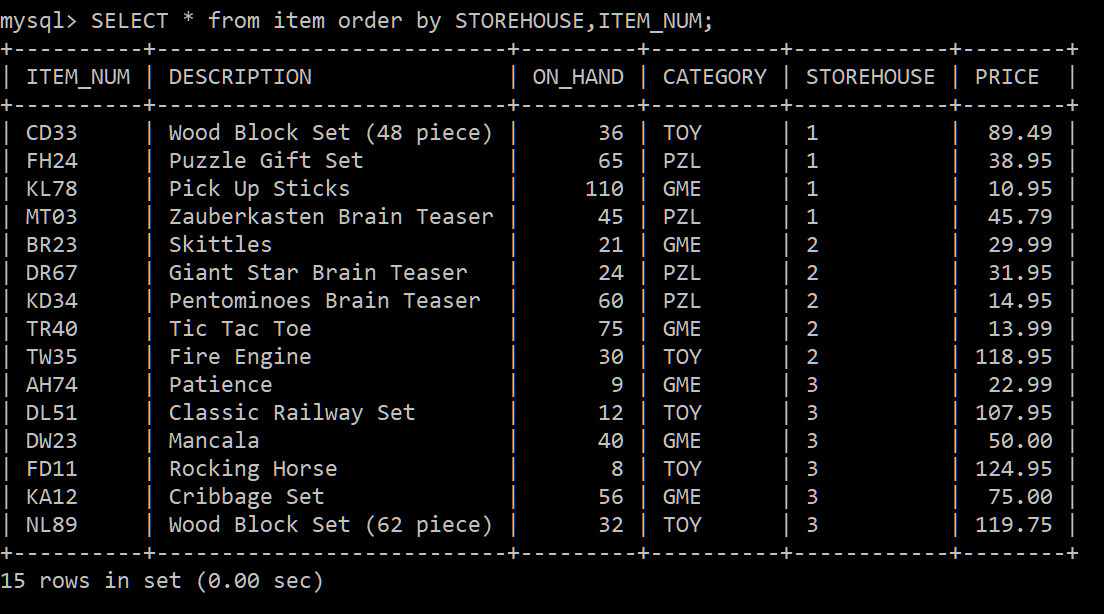 mysql> SELECT * from item order by STOREHOUSE,ITEM_NUM;
+----------+---------------------------+---------+----------+------------+--------+
| ITEM_NUM | DESCRIPTION               | ON_HAND | CATEGORY | STOREHOUSE | PRICE  |
+----------+---------------------------+---------+----------+------------+--------+
| CD33     | Wood Block Set (48 piece) |      36 | TOY      | 1          |  89.49 |
| FH24     | Puzzle Gift Set           |      65 | PZL      | 1          |  38.95 |
| KL78     | Pick Up Sticks            |     110 | GME      | 1          |  10.95 |
| MT03     | Zauberkasten Brain Teaser |      45 | PZL      | 1          |  45.79 |
| BR23     | Skittles                  |      21 | GME      | 2          |  29.99 |
| DR67     | Giant Star Brain Teaser   |      24 | PZL      | 2          |  31.95 |
| KD34     | Pentominoes Brain Teaser  |      60 | PZL      | 2          |  14.95 |
| TR40     | Tic Tac Toe               |      75 | GME      | 2          |  13.99 |
| TW35     | Fire Engine               |      30 | TOY      | 2          | 118.95 |
| AH74     | Patience                  |       9 | GME      | 3          |  22.99 |
| DL51     | Classic Railway Set       |      12 | TOY      | 3          | 107.95 |
| DW23     | Mancala                   |      40 | GME      | 3          |  50.00 |
| FD11     | Rocking Horse             |       8 | TOY      | 3          | 124.95 |
| KA12     | Cribbage Set              |      56 | GME      | 3          |  75.00 |
| NL89     | Wood Block Set (62 piece) |      32 | TOY      | 3          | 119.75 |
+----------+---------------------------+---------+----------+------------+--------+
15 rows in set (0.00 sec)